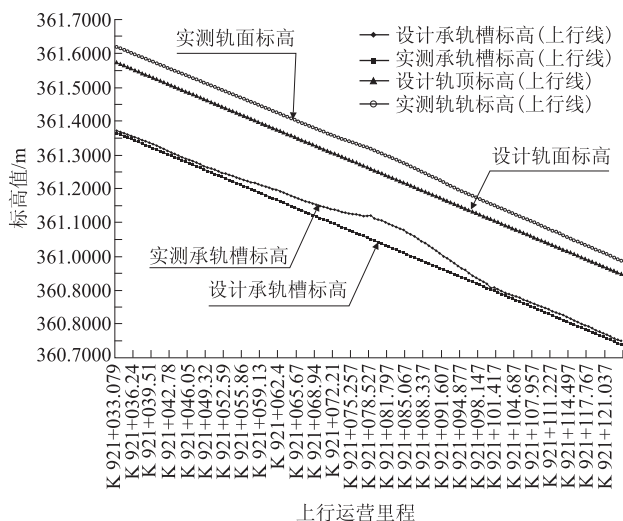 361.7000
361.6000
361.5000
361.4000
361.3000
361.2000
361.1000
361.0000
360.8000
360.8000
360.7000
标高值/m
设计承轨槽标高(上行线)
实测承轨槽标高(上行线)
设计轨顶标高(上行线)
实测轨轨标高(上行线)
实测轨面标高
设计轨面标高
实测承轨槽标高
设计承轨槽标高
K 921+033.079
K 921+036.24
K 921+039.51
K 921+042.78
K 921+046.05
K 921+049.32
K 921+052.59
K 921+055.86
K 921+059.13
K 921+062.4
K 921+065.67
K 921+068.94
K 921+072.21
K 921+075.257
K 921+078.527
K 921+081.797
K 921+085.067
K 921+088.337
K 921+091.607
K 921+094.877
K 921+098.147
K 921+101.417
K 921+104.687
K 921+107.957
K 921+111.227
K 921+114.497
K 921+117.767
K 921+121.037
上行运营里程